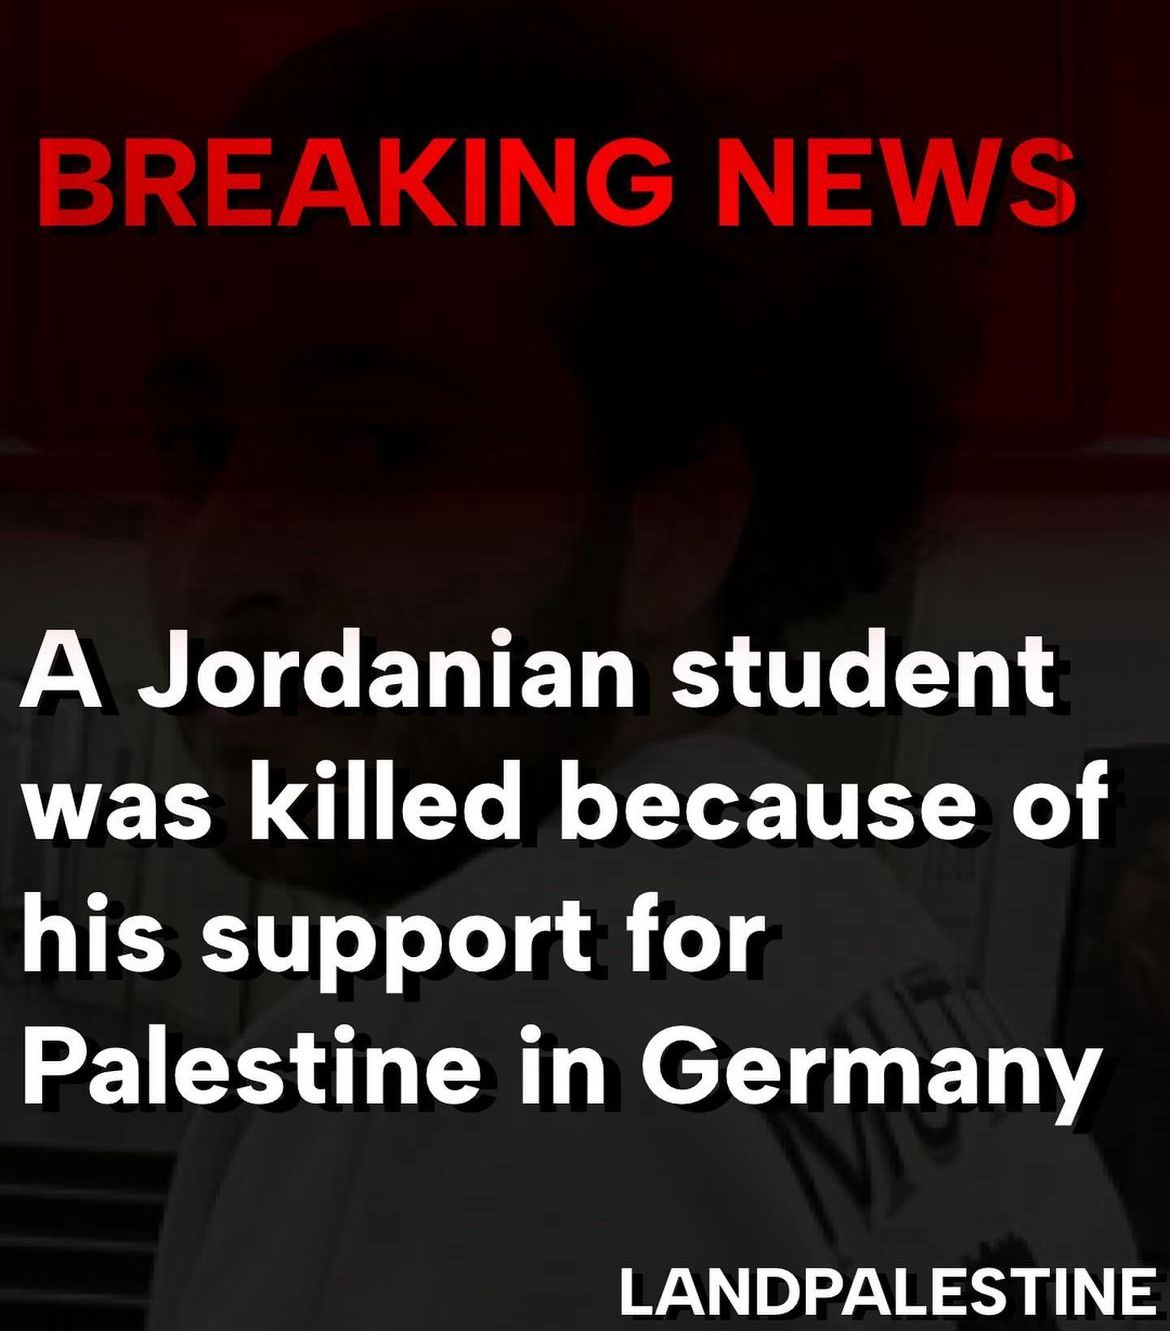 BREAKING NEWS
A Jordanian student
was killed because of
his support for
Palestine in Germany
LANDPALESTINE